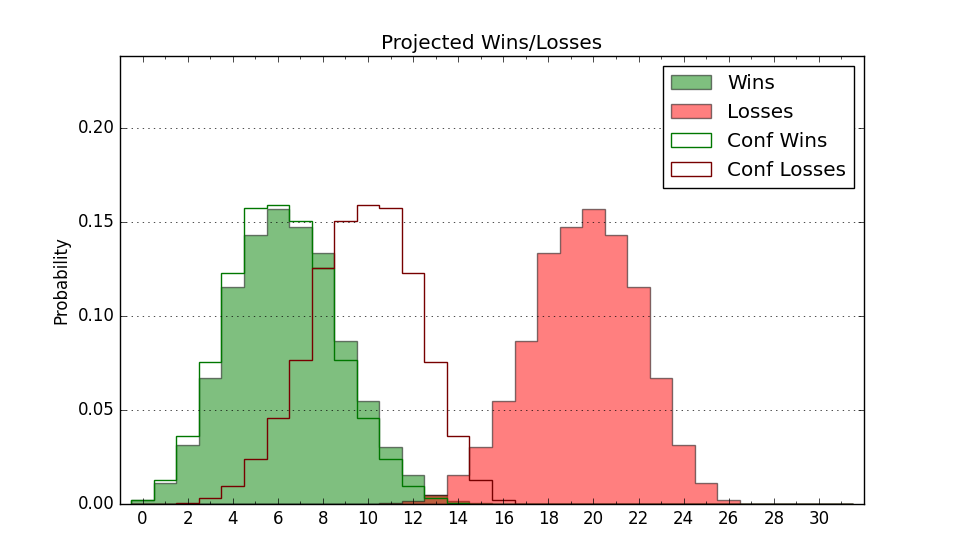 Projected Wins/Losses
Wins
Losses
Conf Wins
Conf Losses
Probability
0.20
0.15
0.10
0.05
0.00
0 2 4 6 8 10 12 14 16 18 20 22 24 26 28 30